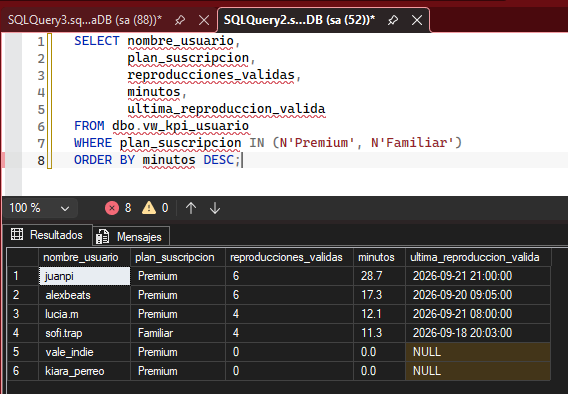 SQLQuery3.sq...aDB (sa (88))* SQLQuery2.s...DB (sa (52))*
1 SELECT nombre_usuario,
2 plan_suscripcion,
3 reproducciones_validas,
4 minutos,
5 ultima_reproduccion_valida
6 FROM dbo.vw_kpi_usuario
7 WHERE plan_suscripcion IN (N'Premium', N'Familiar')
8 ORDER BY minutos DESC;
100 % 8 0
Resultados Mensajes
nombre_usuario plan_suscripcion reproducciones_validas minutos ultima_reproduccion_valida
1 juanpi Premium 6 28.7 2026-09-21 21:00:00
2 alexbeats Premium 6 17.3 2026-09-20 09:05:00
3 lucia.m Premium 4 12.1 2026-09-21 08:00:00
4 sofi.trap Familiar 4 11.3 2026-09-18 20:03:00
5 vale_indie Premium 0 0.0 NULL
6 kiara_perreo Premium 0 0.0 NULL